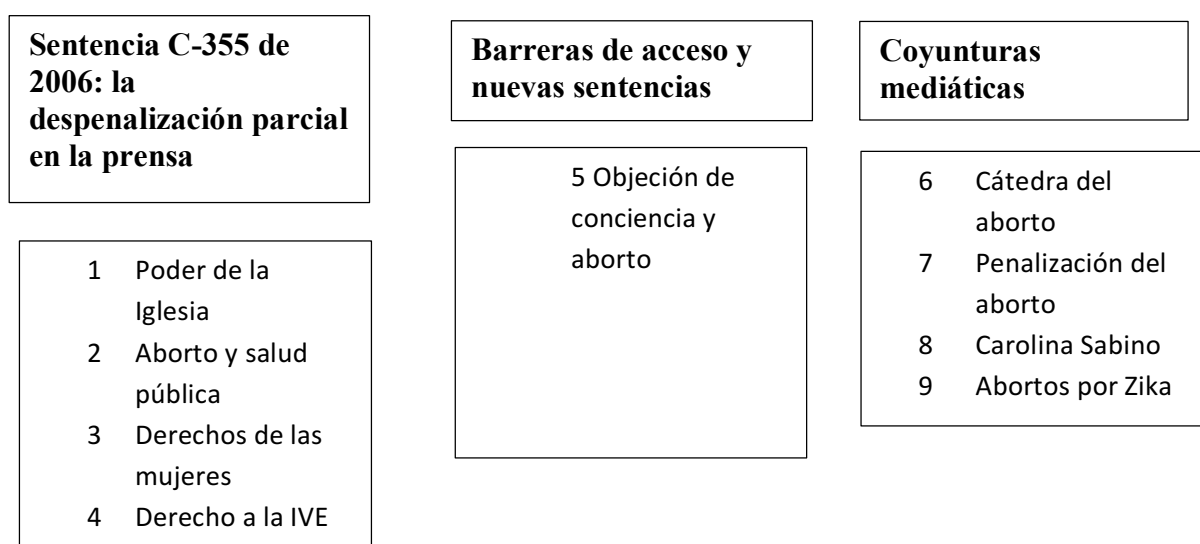 Sentencia C-355 de
2006: la
despenalización parcial
en la prensa
1 Poder de la
Iglesia
2 Aborto y salud
pública
3 Derechos de las
mujeres
4 Derecho a la IVE
Barreras de acceso y
nuevas sentencias
5 Objeción de
conciencia y
aborto
Coyunturas
mediáticas
6 Cátedra del
aborto
7 Penalización del
aborto
8 Carolina Sabino
9 Abortos por Zika